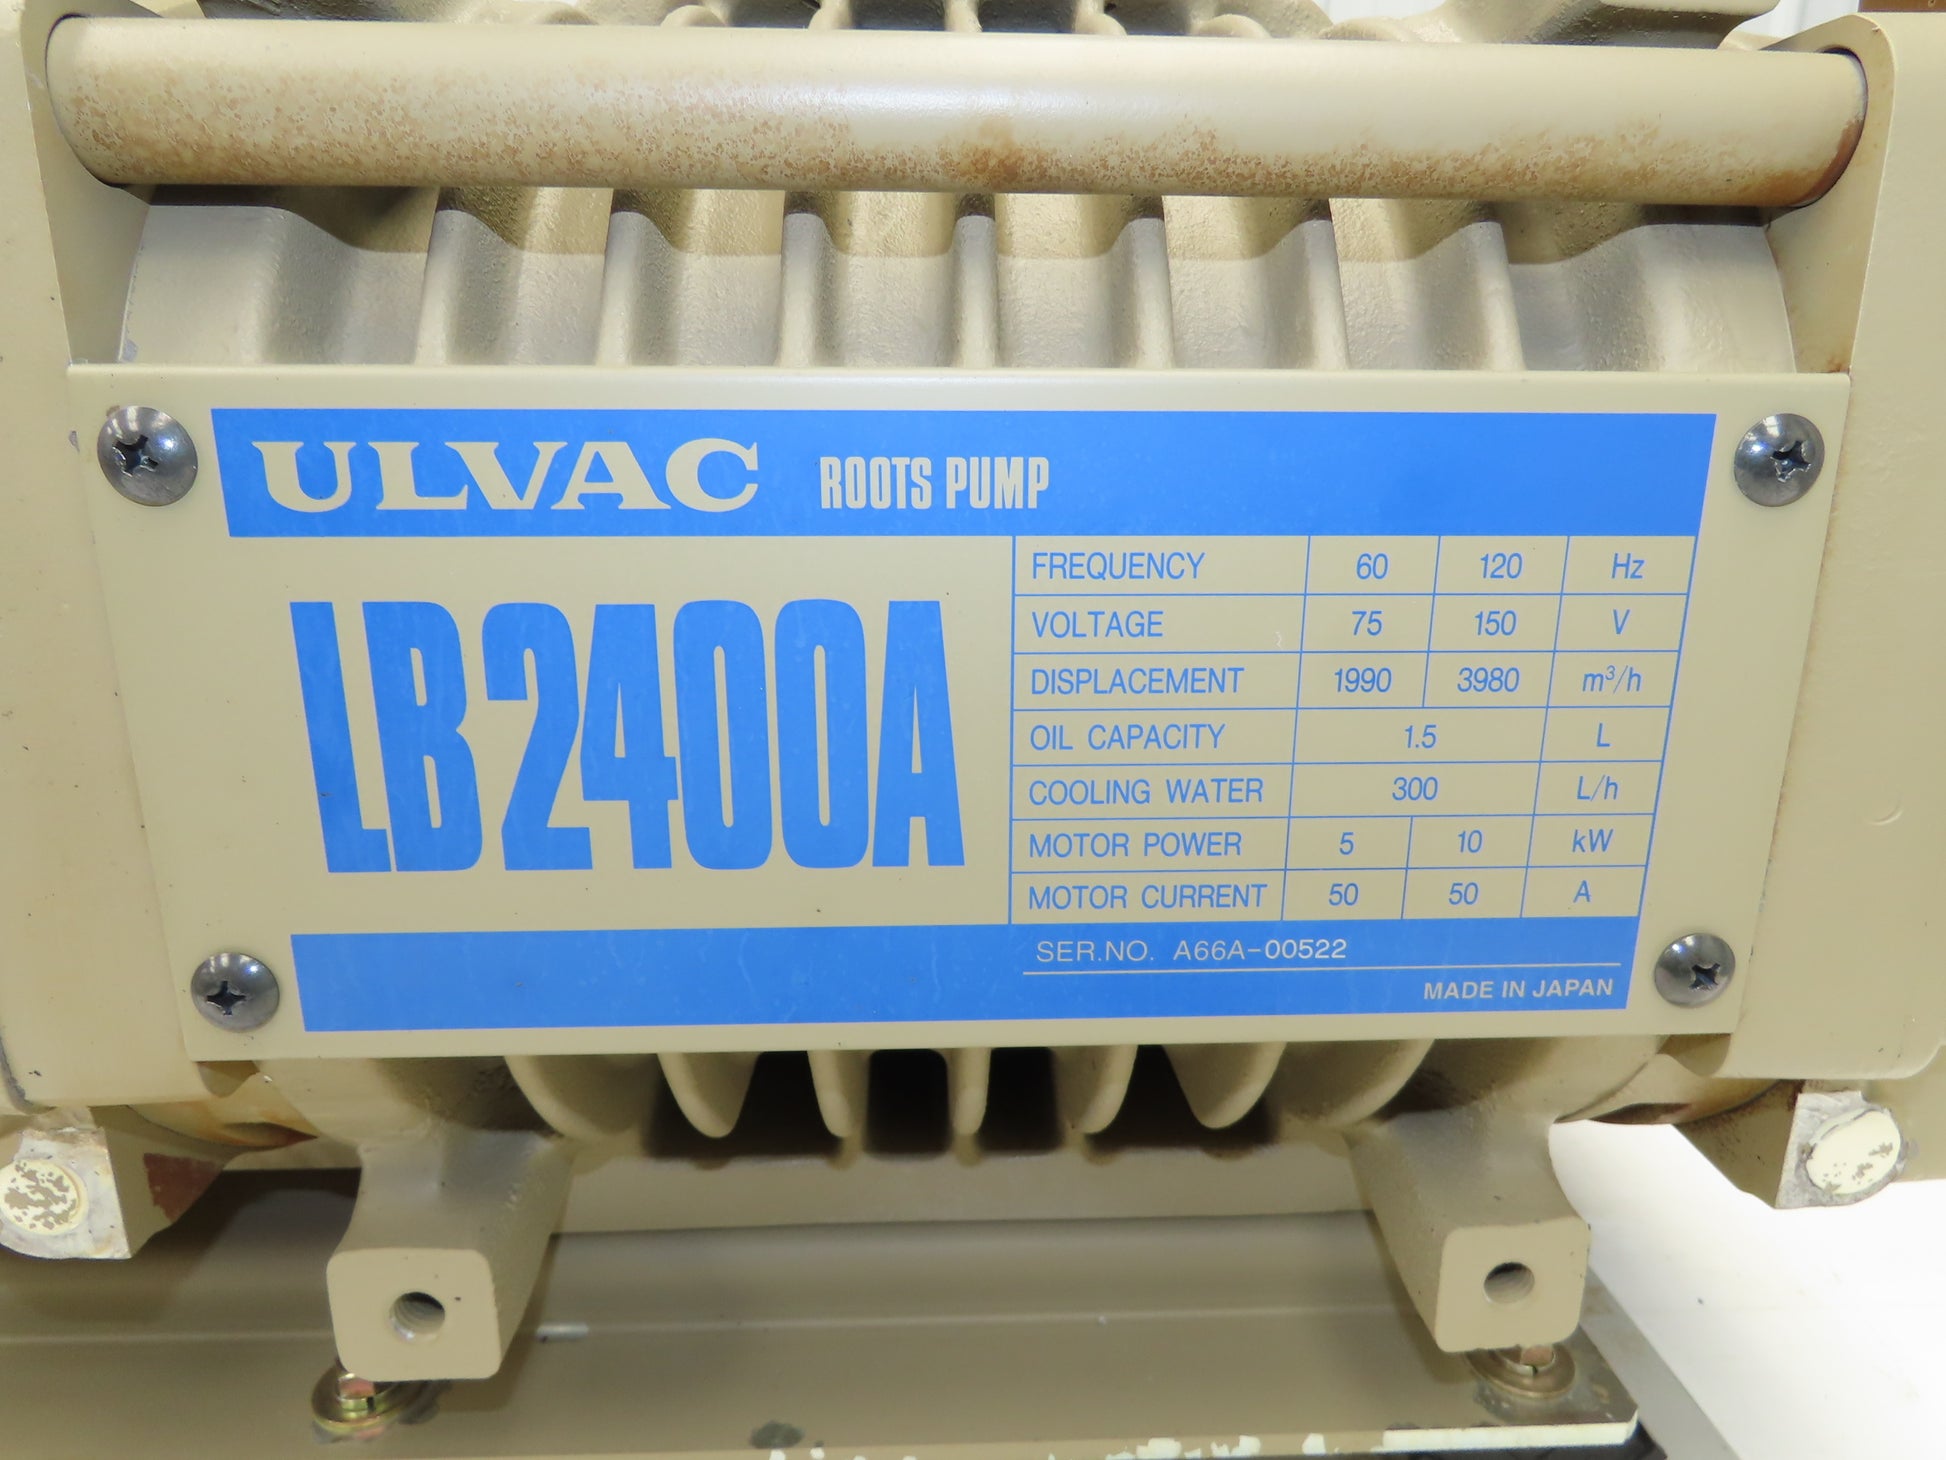 ULVAC ROOTS PUMP
LB2400A
FREQUENCY 60 120 Hz
VOLTAGE 75 150 V
DISPLACEMENT 1990 3980 m³/h
OIL CAPACITY 1.5 L
COOLING WATER 300 L/h
MOTOR POWER 5 10 kW
MOTOR CURRENT 50 50 A
SER.NO. A66A-00522
MADE IN JAPAN